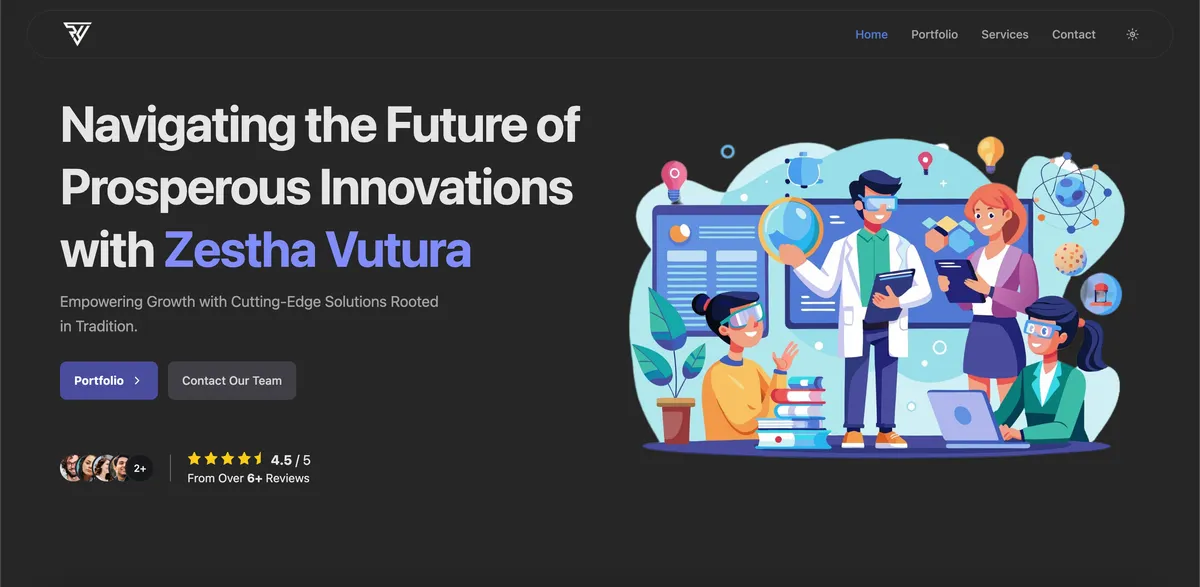 Home Portfolio Services Contact
Navigating the Future of
Prosperous Innovations
with Zestha Vutura
Empowering Growth with Cutting-Edge Solutions Rooted
in Tradition.
Portfolio
Contact Our Team
2+
4.5 / 5
From Over 6+ Reviews